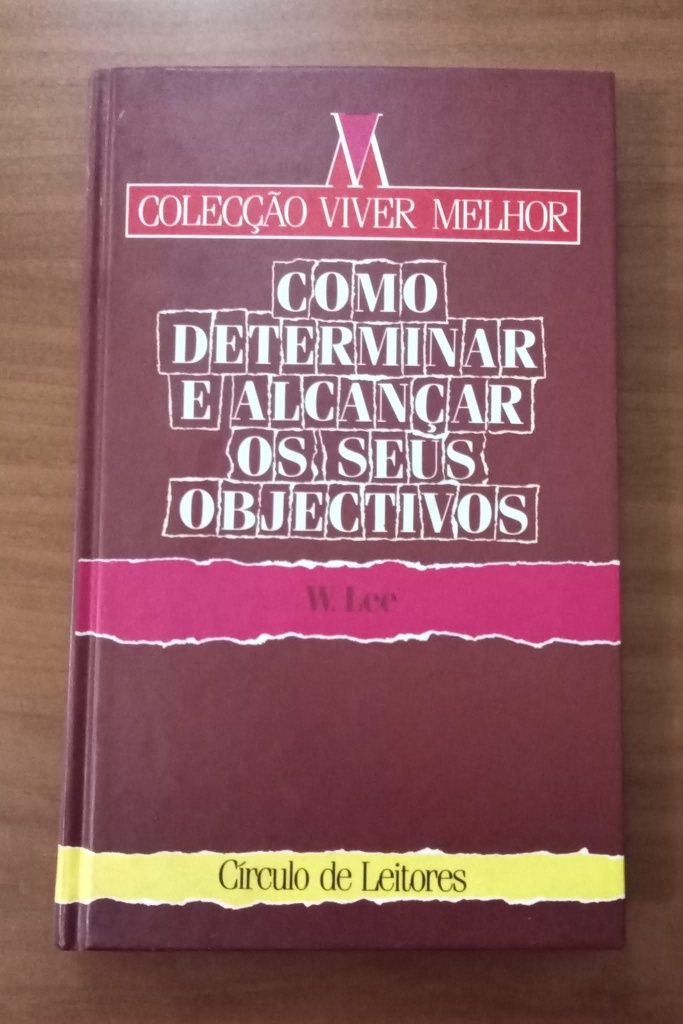 COLECÇÃO VIVER MELHOR
COMO
DETERMINAR
E ALCANÇAR
OS SEUS
OBJECTIVOS
W. Lee
Círculo de Leitores